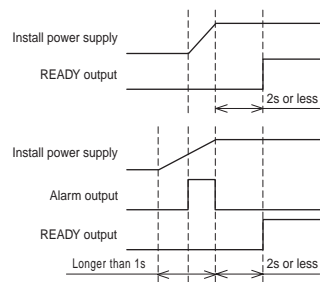 Install power supply
READY output
2s or less
Install power supply
Alarm output
READY output
Longer than 1s
2s or less